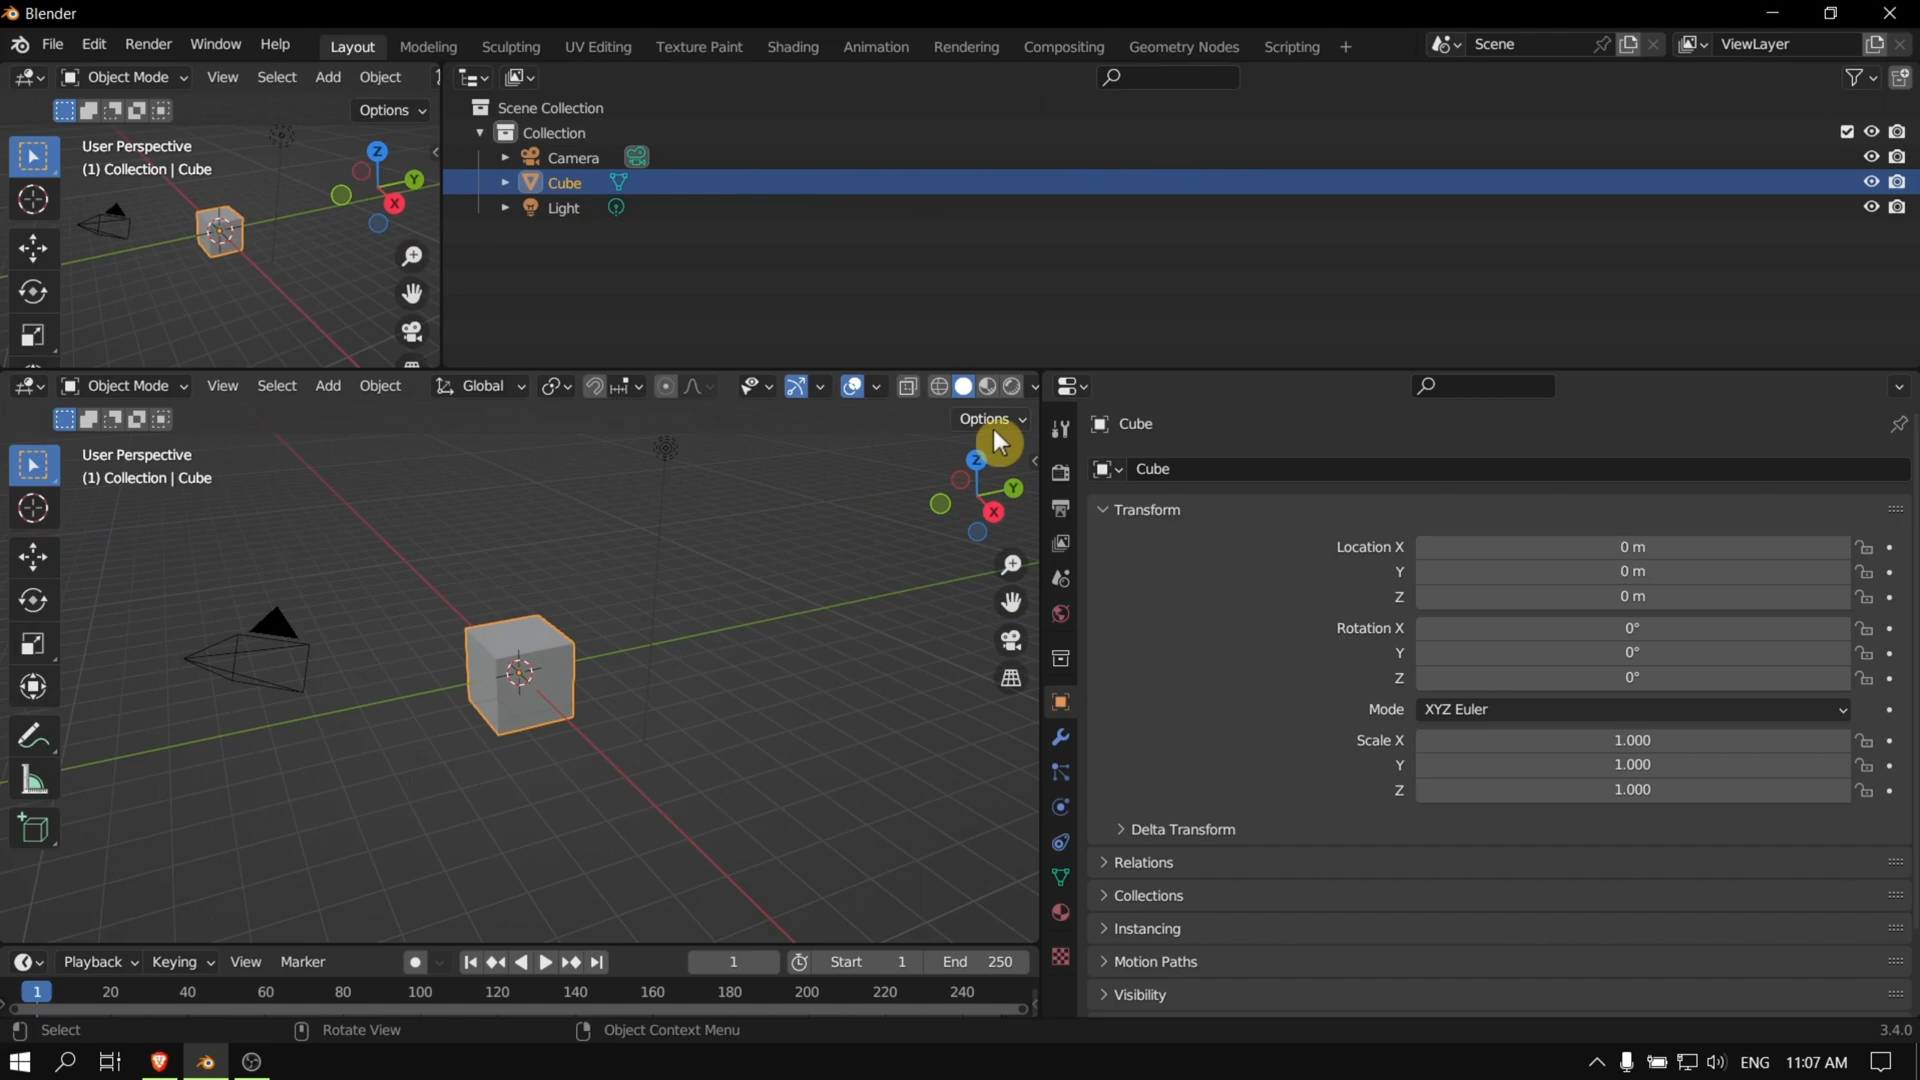 Blender
File Edit Render Window Help Layout Modeling Sculpting UV Editing Texture Paint Shading Animation Rendering Compositing Geometry Nodes Scripting + Scene ViewLayer
Object Mode View Select Add Object
Options
User Perspective
(1) Collection | Cube
Z
Y
X
Scene Collection
Collection
Camera
Cube
Light
Object Mode View Select Add Object Global
Options
User Perspective
(1) Collection | Cube
Z
Y
X
Cube
Cube
Transform
Location X 0 m
Y 0 m
Z 0 m
Rotation X 0°
Y 0°
Z 0°
Mode XYZ Euler
Scale X 1.000
Y 1.000
Z 1.000
Delta Transform
Relations
Collections
Instancing
Motion Paths
Visibility
Playback Keying View Marker 1 Start 1 End 250
1 20 40 60 80 100 120 140 160 180 200 220 240
Select Rotate View Object Context Menu 3.4.0
ENG 11:07 AM